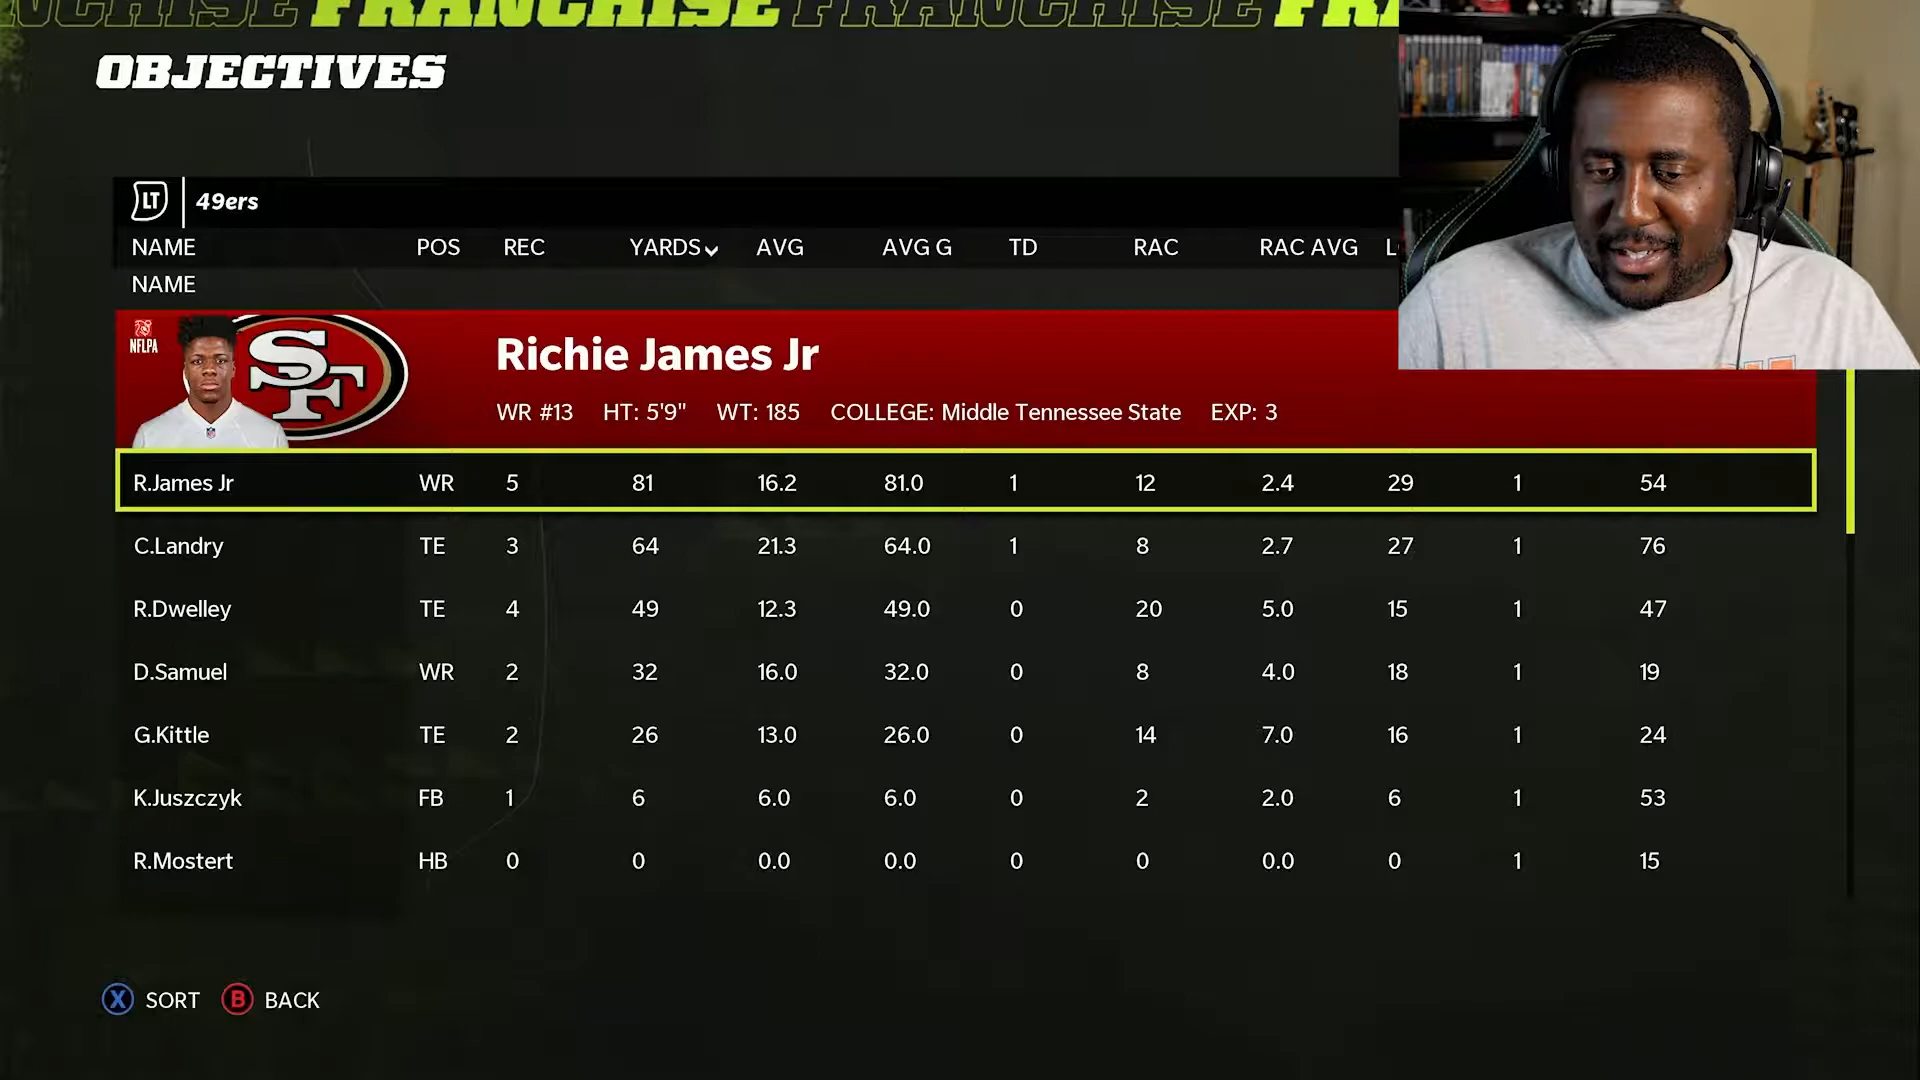 NCHISE FRANCHISE FRANCHISE FRA
OBJECTIVES
LT 49ers
NAME POS REC YARDS AVG AVG G TD RAC RAC AVG
NAME
NFLPA
SF
Richie James Jr
WR #13 HT: 5'9" WT: 185 COLLEGE: Middle Tennessee State EXP: 3
R.James Jr WR 5 81 16.2 81.0 1 12 2.4 29 1 54
C.Landry TE 3 64 21.3 64.0 1 8 2.7 27 1 76
R.Dwelley TE 4 49 12.3 49.0 0 20 5.0 15 1 47
D.Samuel WR 2 32 16.0 32.0 0 8 4.0 18 1 19
G.Kittle TE 2 26 13.0 26.0 0 14 7.0 16 1 24
K.Juszczyk FB 1 6 6.0 6.0 0 2 2.0 6 1 53
R.Mostert HB 0 0 0.0 0.0 0 0 0.0 0 1 15
X SORT B BACK